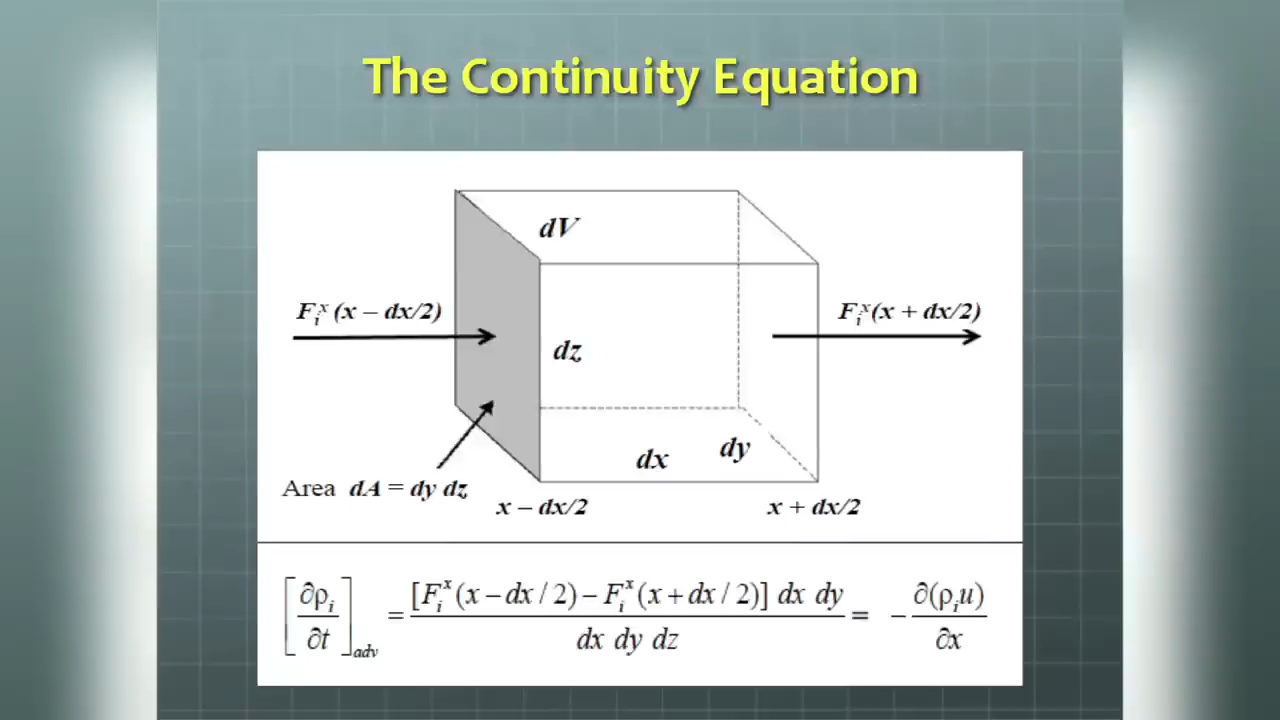 The Continuity Equation
dV
F_i^x (x – dx/2)
F_i^x(x + dx/2)
dz
dy
dx
Area dA = dy dz
x – dx/2
x + dx/2
[∂ρ_i/∂t]_adv = [F_i^x (x – dx / 2) – F_i^x (x + dx / 2)] dx dy / dx dy dz = – ∂(ρ_i u)/∂x